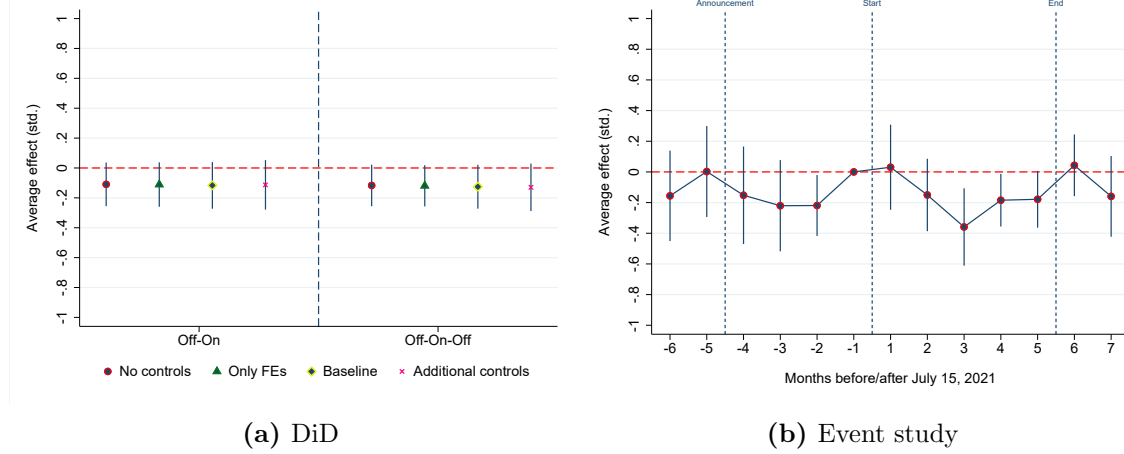 Average effect (std.)
1
.8
.6
.4
.2
0
-.2
-.4
-.6
-.8
-1
Off-On
Off-On-Off
No controls
Only FEs
Baseline
Additional controls
(a) DiD
Announcement
Start
End
Average effect (std.)
1
.8
.6
.4
.2
0
-.2
-.4
-.6
-.8
-1
-6 -5 -4 -3 -2 -1 1 2 3 4 5 6 7
Months before/after July 15, 2021
(b) Event study